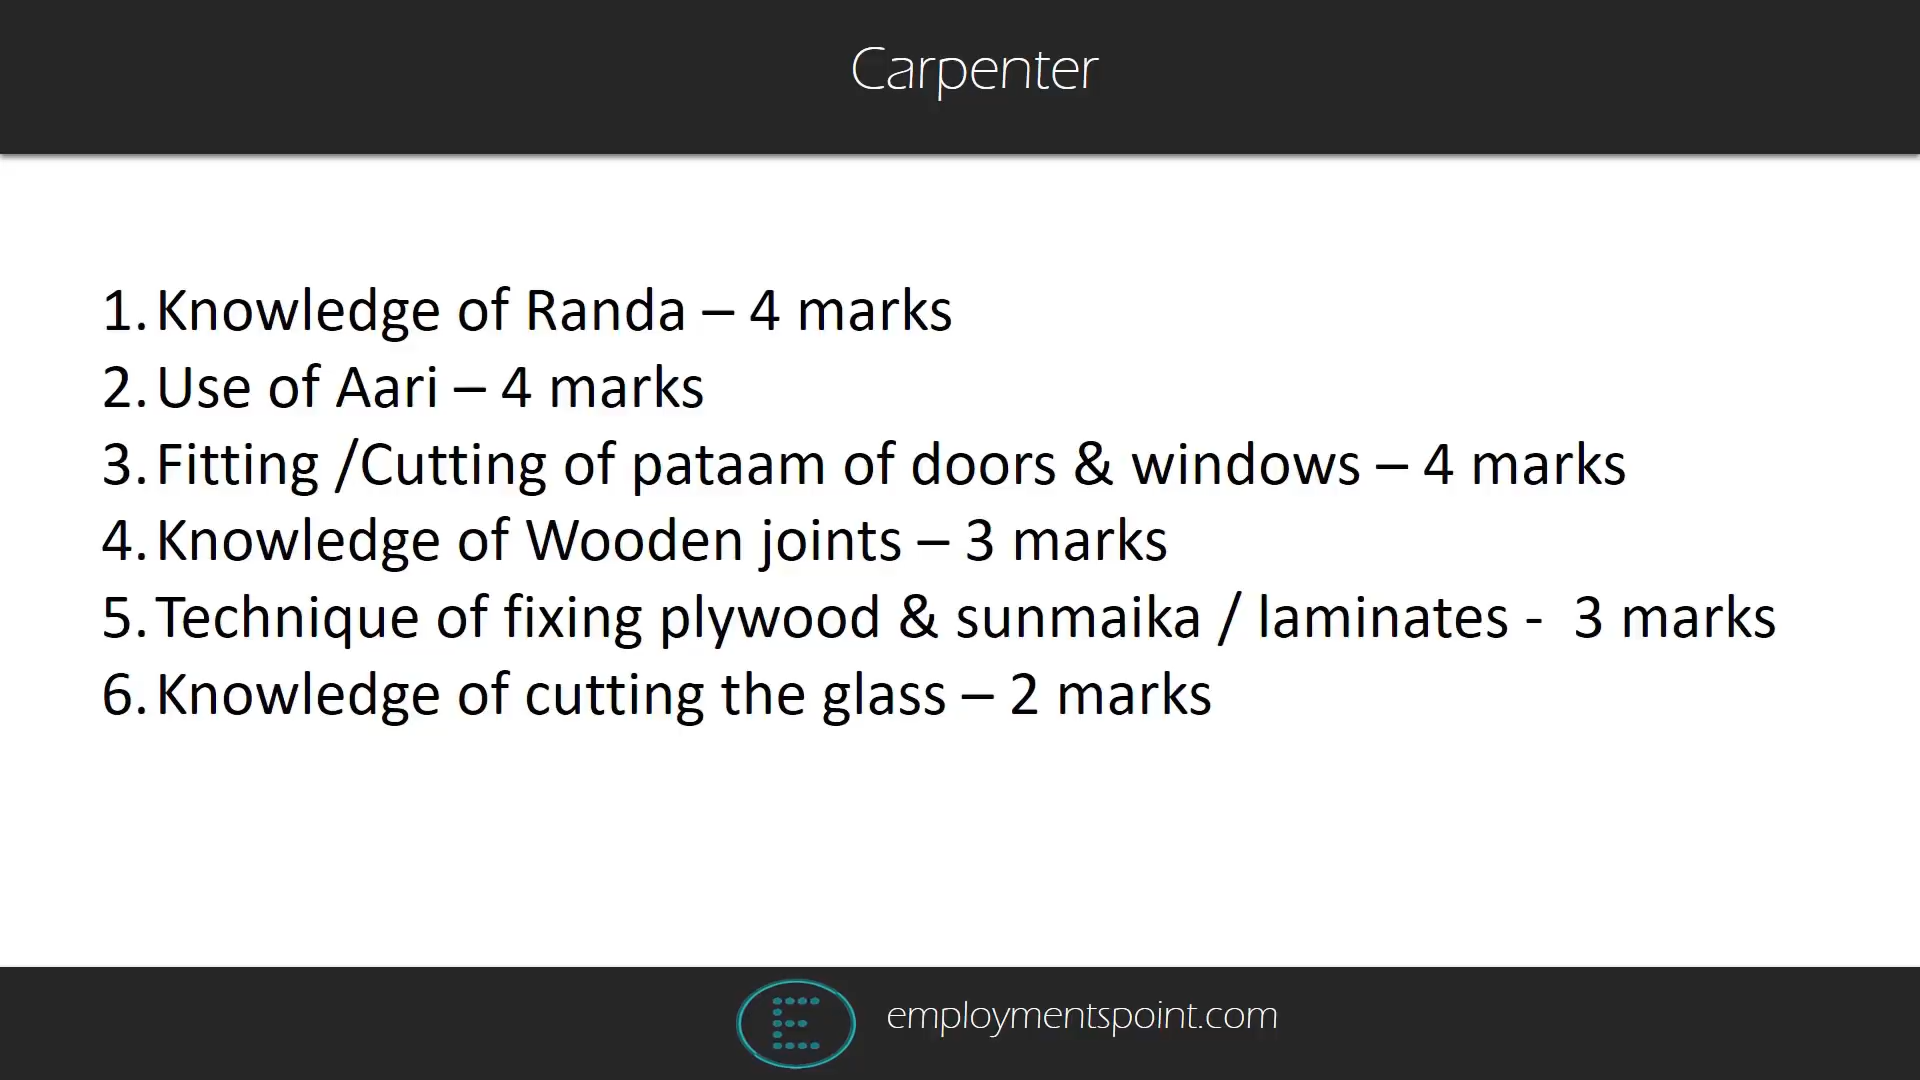 Carpenter
1. Knowledge of Randa – 4 marks
2. Use of Aari – 4 marks
3. Fitting /Cutting of pataam of doors & windows – 4 marks
4. Knowledge of Wooden joints – 3 marks
5. Technique of fixing plywood & sunmaika / laminates -  3 marks
6. Knowledge of cutting the glass – 2 marks
E
employmentspoint.com